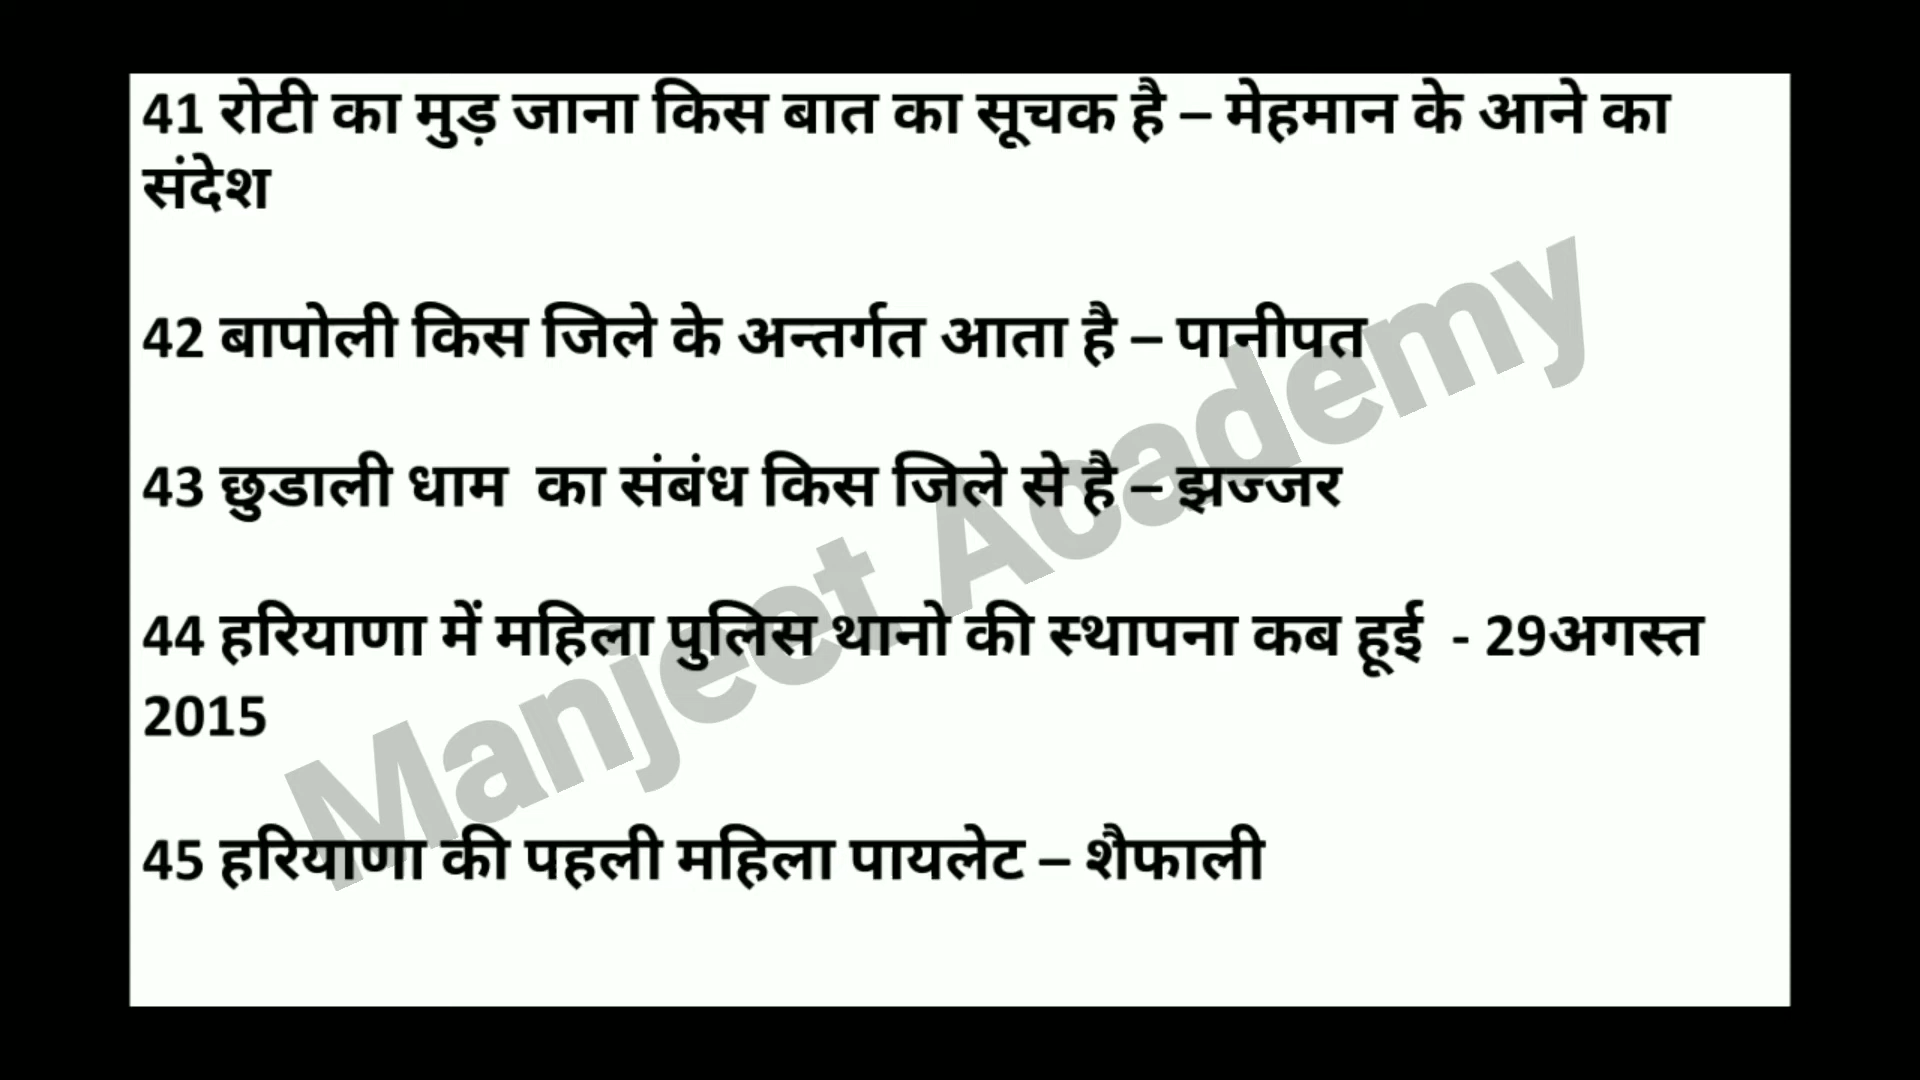 41 रोटी का मुड़ जाना किस बात का सूचक है – मेहमान के आने का
संदेश
42 बापोली किस जिले के अन्तर्गत आता है – पानीपत
43 छुडाली धाम का संबंध किस जिले से है – झज्जर
44 हरियाणा में महिला पुलिस थानो की स्थापना कब हूई - 29अगस्त
2015
45 हरियाणा की पहली महिला पायलेट – शैफाली
Manjeet Academy